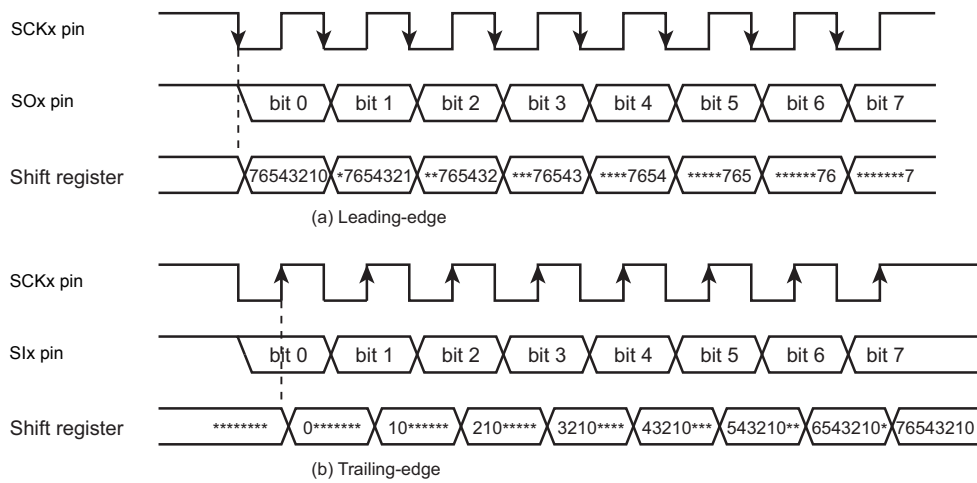 SCKx pin
SOx pin bit 0 bit 1 bit 2 bit 3 bit 4 bit 5 bit 6 bit 7
Shift register 76543210 *7654321 **765432 ***76543 ****7654 *****765 ******76 *******7
(a) Leading-edge
SCKx pin
SIx pin bit 0 bit 1 bit 2 bit 3 bit 4 bit 5 bit 6 bit 7
Shift register ******** 0******* 10****** 210***** 3210**** 43210*** 543210** 6543210* 76543210
(b) Trailing-edge